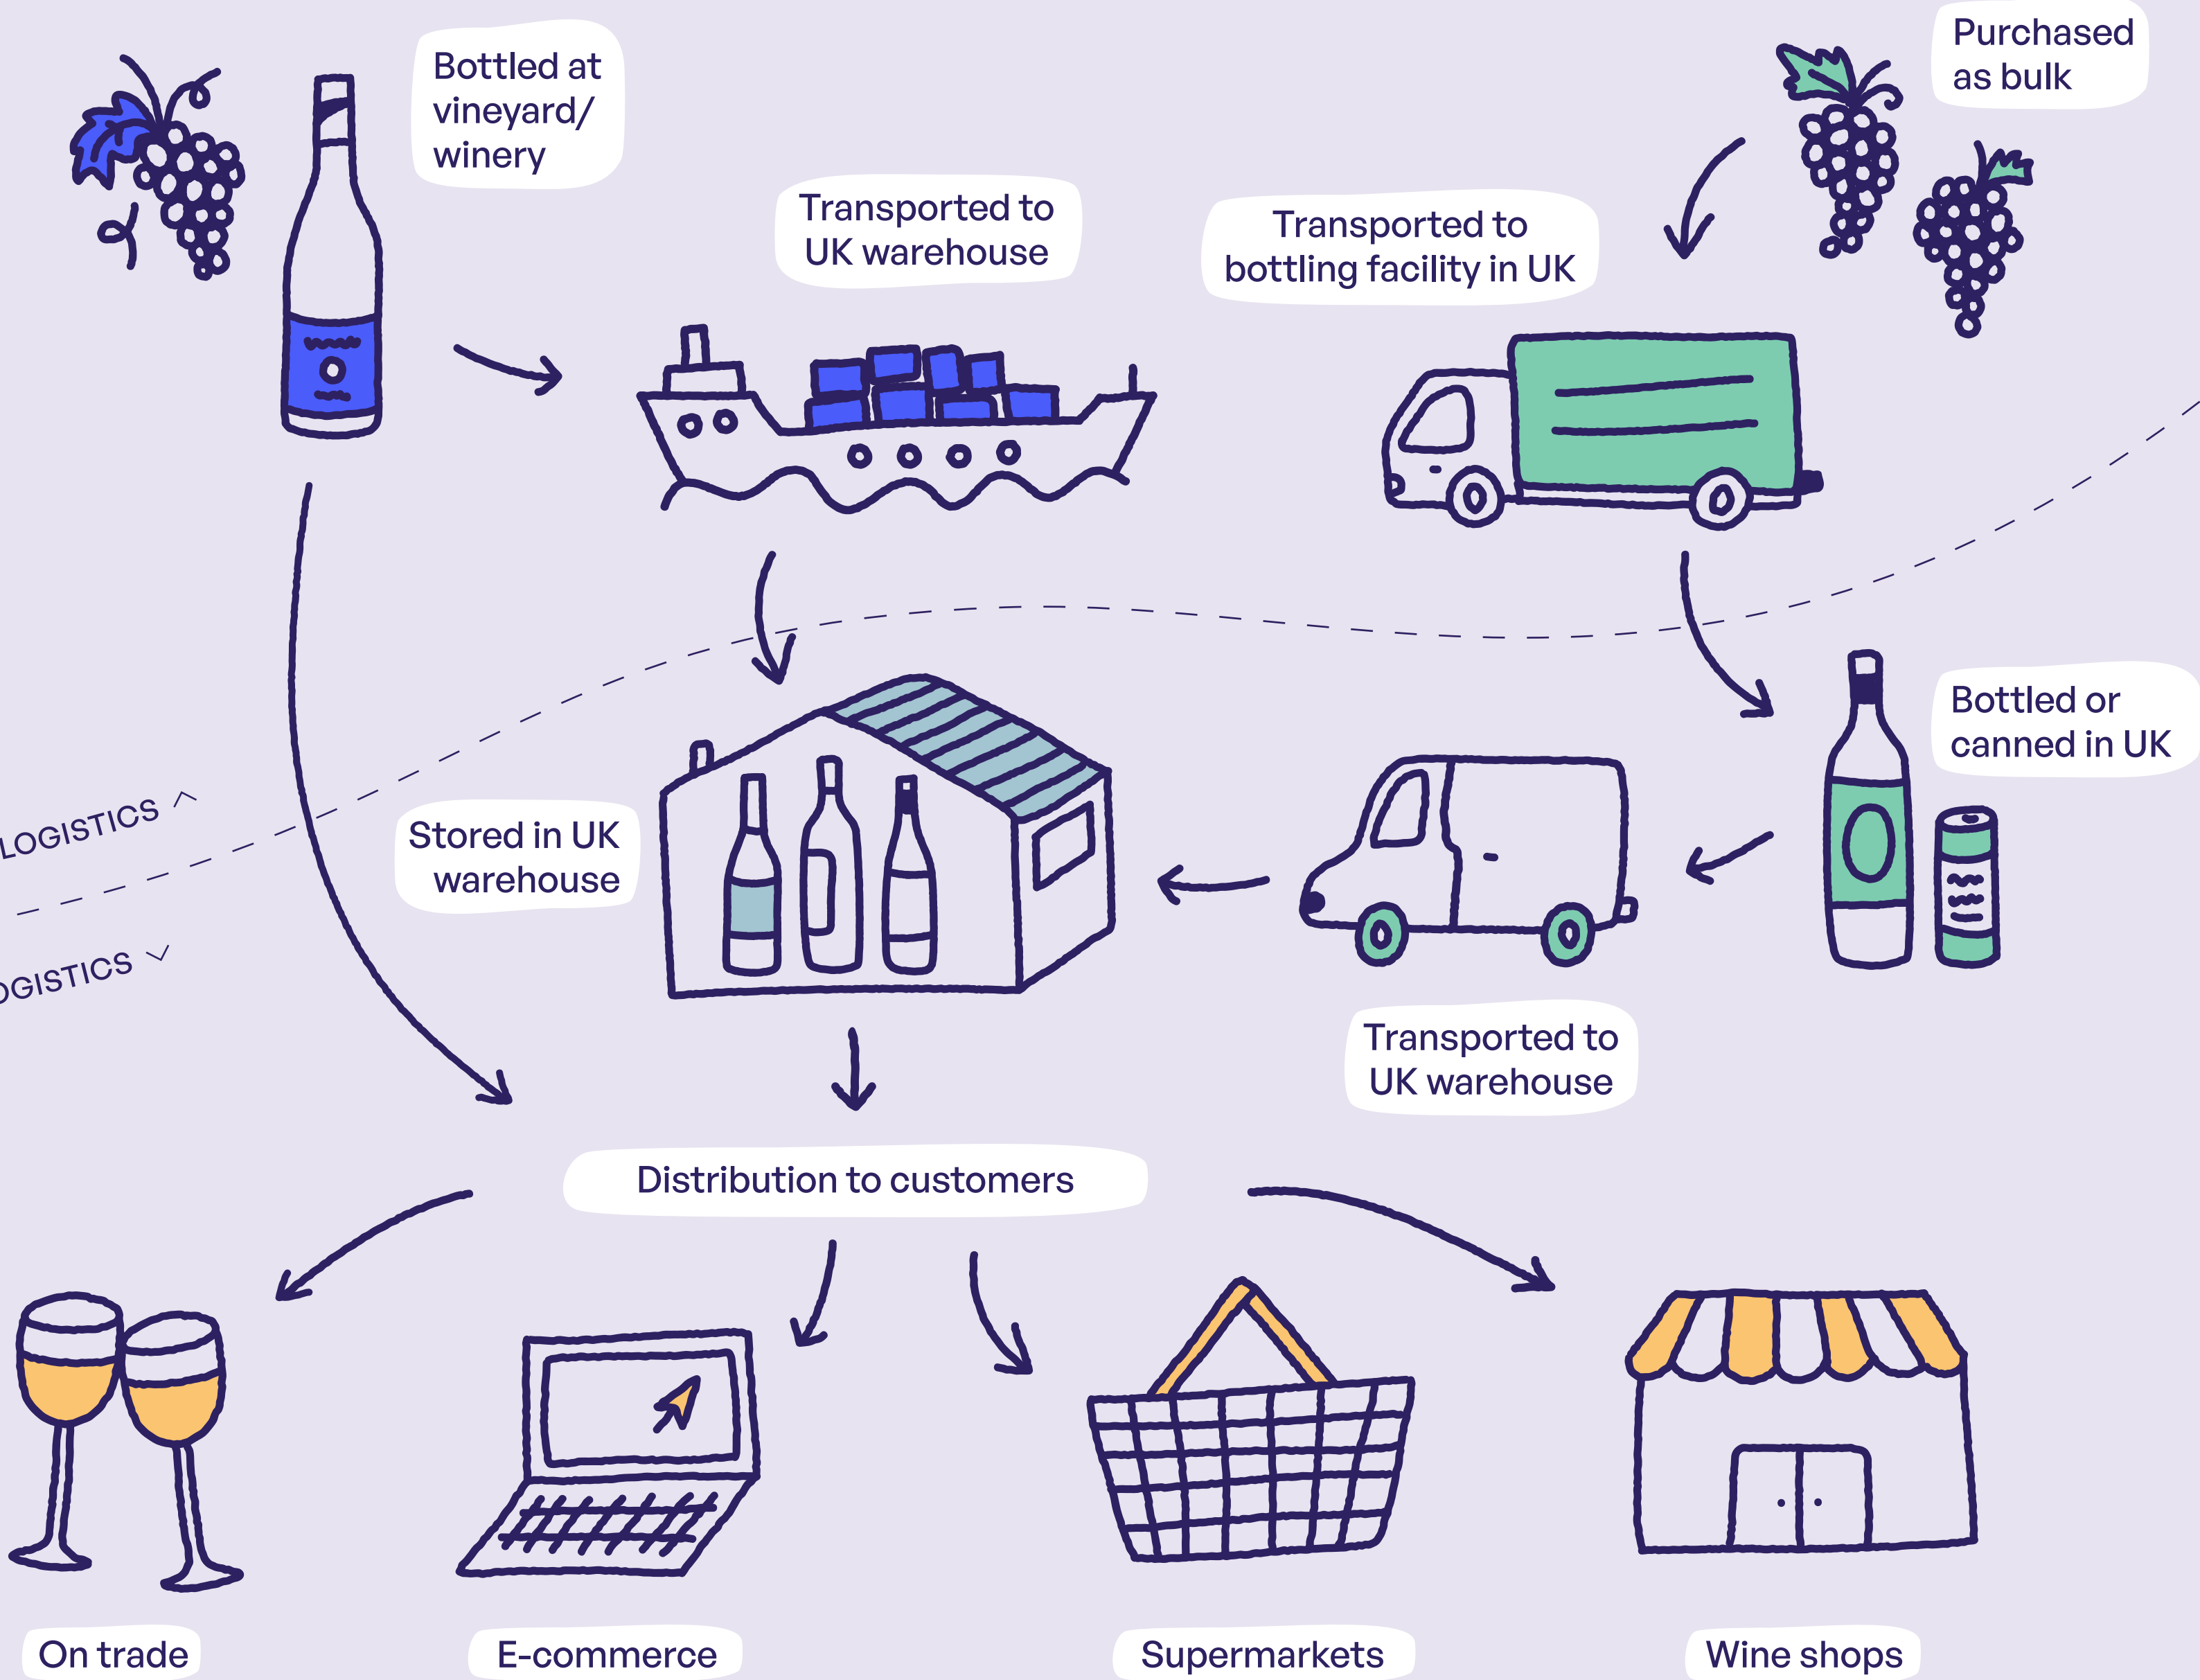 Bottled at
vineyard/
winery
Purchased
as bulk
Transported to
UK warehouse
Transported to
bottling facility in UK
Bottled or
canned in UK
LOGISTICS
Stored in UK
warehouse
OGISTICS
Transported to
UK warehouse
Distribution to customers
On trade
E-commerce
Supermarkets
Wine shops